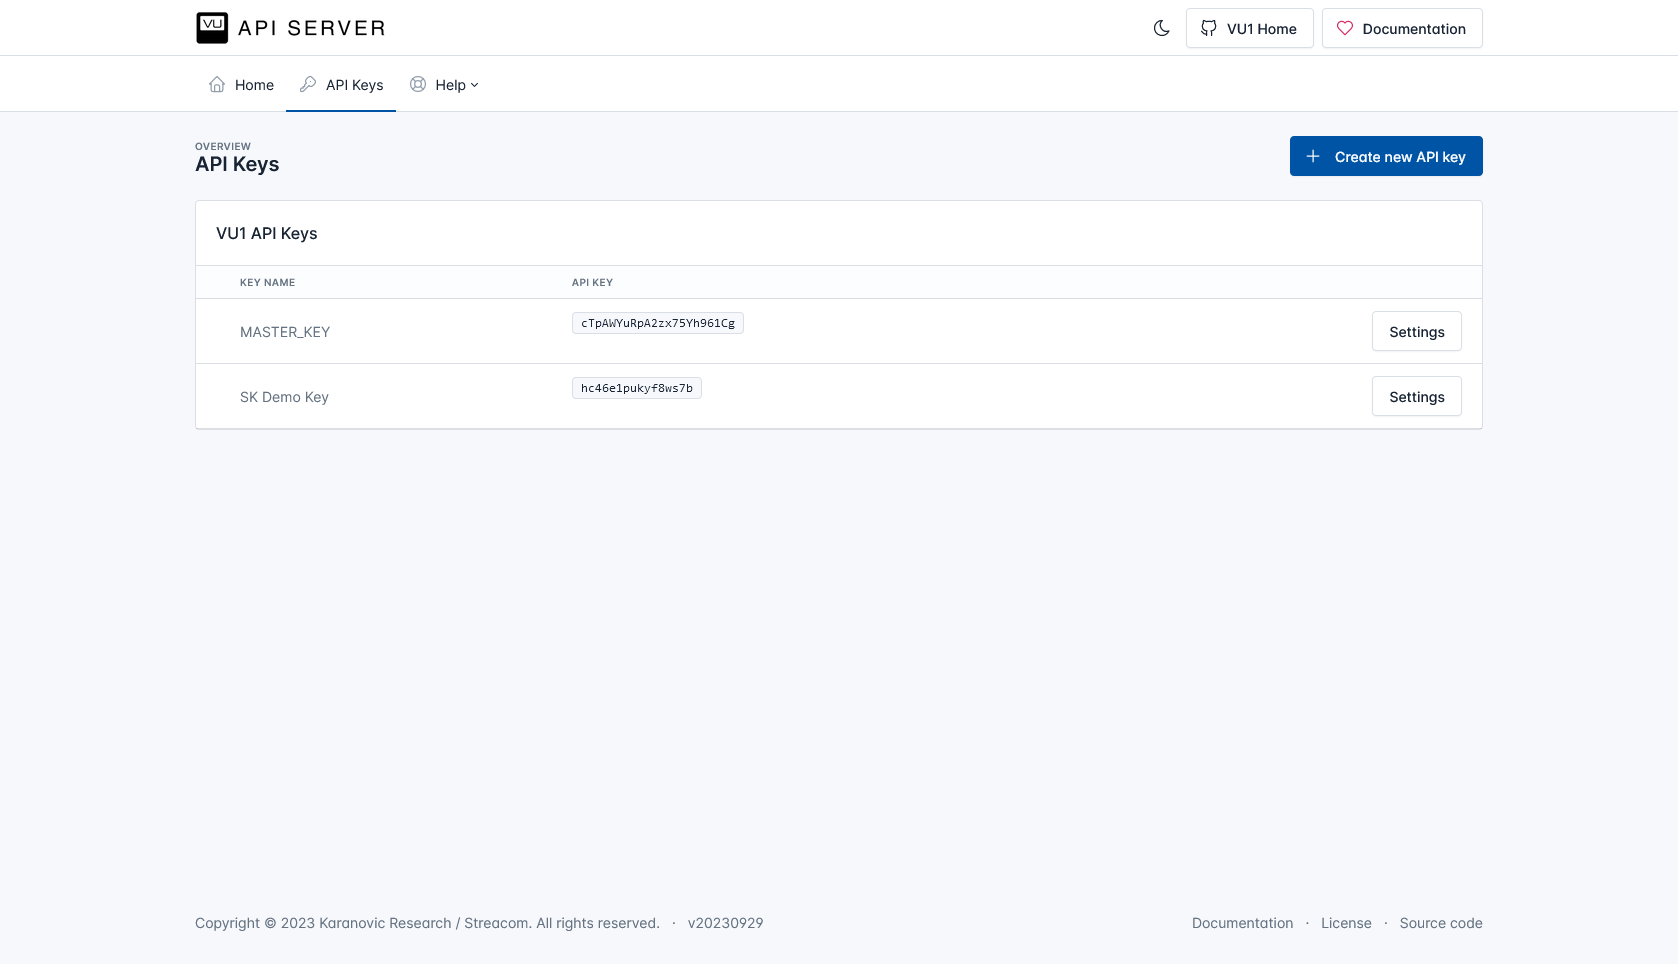 VU API SERVER
VU1 Home
Documentation
Home
API Keys
Help
OVERVIEW
API Keys
Create new API key
VU1 API Keys
KEY NAME API KEY
MASTER_KEY cTpAWYuRpA2zx75Yh961Cg Settings
SK Demo Key hc46e1pukyf8ws7b Settings
Copyright © 2023 Karanovic Research / Streacom. All rights reserved. · v20230929
Documentation · License · Source code